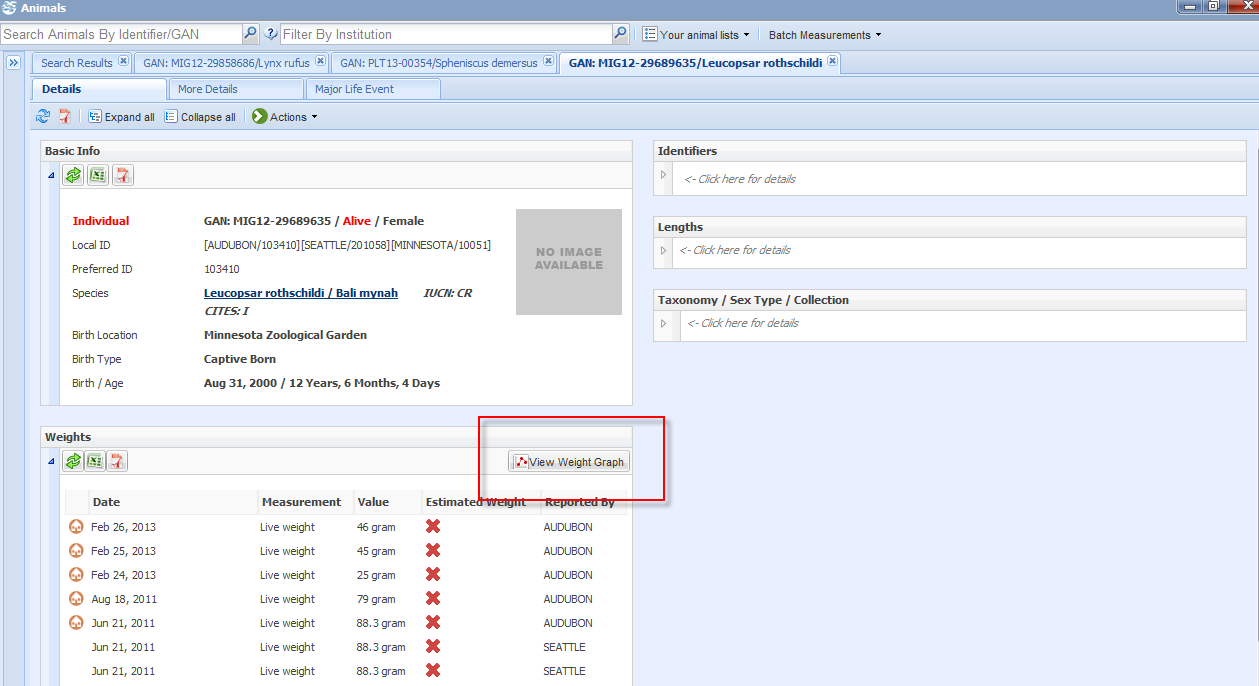 Animals
Search Animals By Identifier/GAN
Filter By Institution
Your animal lists
Batch Measurements
Search Results
GAN: MIG12-29858686/Lynx rufus
GAN: PLT13-00354/Spheniscus demersus
GAN: MIG12-29689635/Leucopsar rothschildi
Details
More Details
Major Life Event
Expand all
Collapse all
Actions
Basic Info
Individual GAN: MIG12-29689635 / Alive / Female
Local ID [AUDUBON/103410][SEATTLE/201058][MINNESOTA/10051]
Preferred ID 103410
Species Leucopsar rothschildi / Bali mynah IUCN: CR
CITES: I
Birth Location Minnesota Zoological Garden
Birth Type Captive Born
Birth / Age Aug 31, 2000 / 12 Years, 6 Months, 4 Days
NO IMAGE
AVAILABLE
Identifiers
<- Click here for details
Lengths
<- Click here for details
Taxonomy / Sex Type / Collection
<- Click here for details
Weights
View Weight Graph
Date Measurement Value Estimated Weight Reported By
Feb 26, 2013 Live weight 46 gram AUDUBON
Feb 25, 2013 Live weight 45 gram AUDUBON
Feb 24, 2013 Live weight 25 gram AUDUBON
Aug 18, 2011 Live weight 79 gram AUDUBON
Jun 21, 2011 Live weight 88.3 gram AUDUBON
Jun 21, 2011 Live weight 88.3 gram SEATTLE
Jun 21, 2011 Live weight 88.3 gram SEATTLE